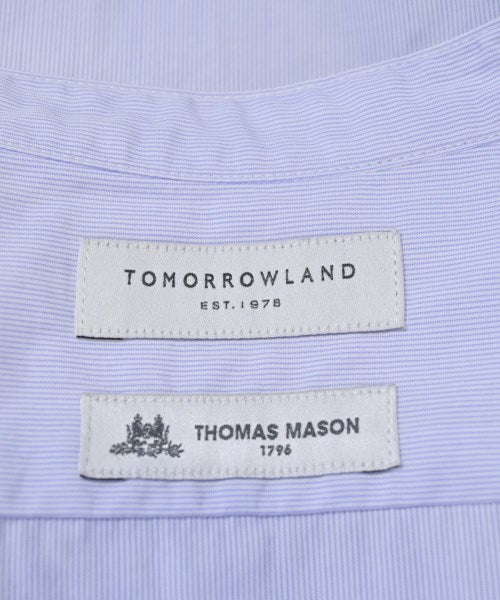 TOMORROWLAND
EST.1978
THOMAS MASON
1796